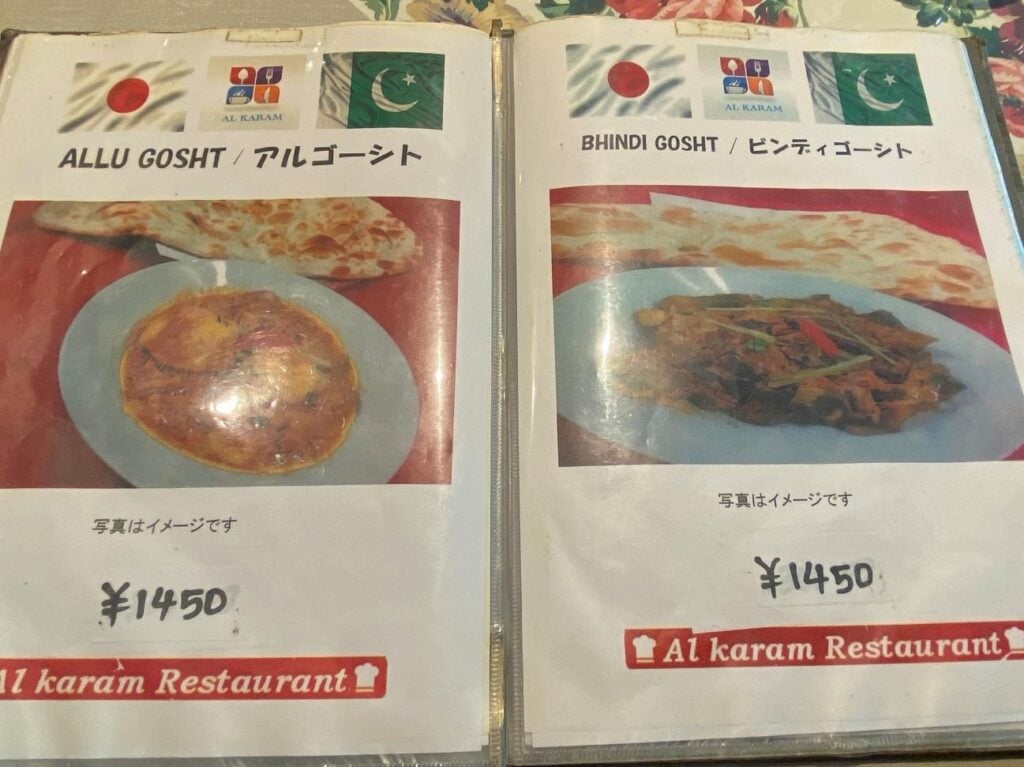 AL KARAM
ALLU GOSHT / アルゴーシト
写真はイメージです
¥1450
Al karam Restaurant
AL KARAM
BHINDI GOSHT / ビンディゴーシト
写真はイメージです
¥1450
Al karam Restaurant